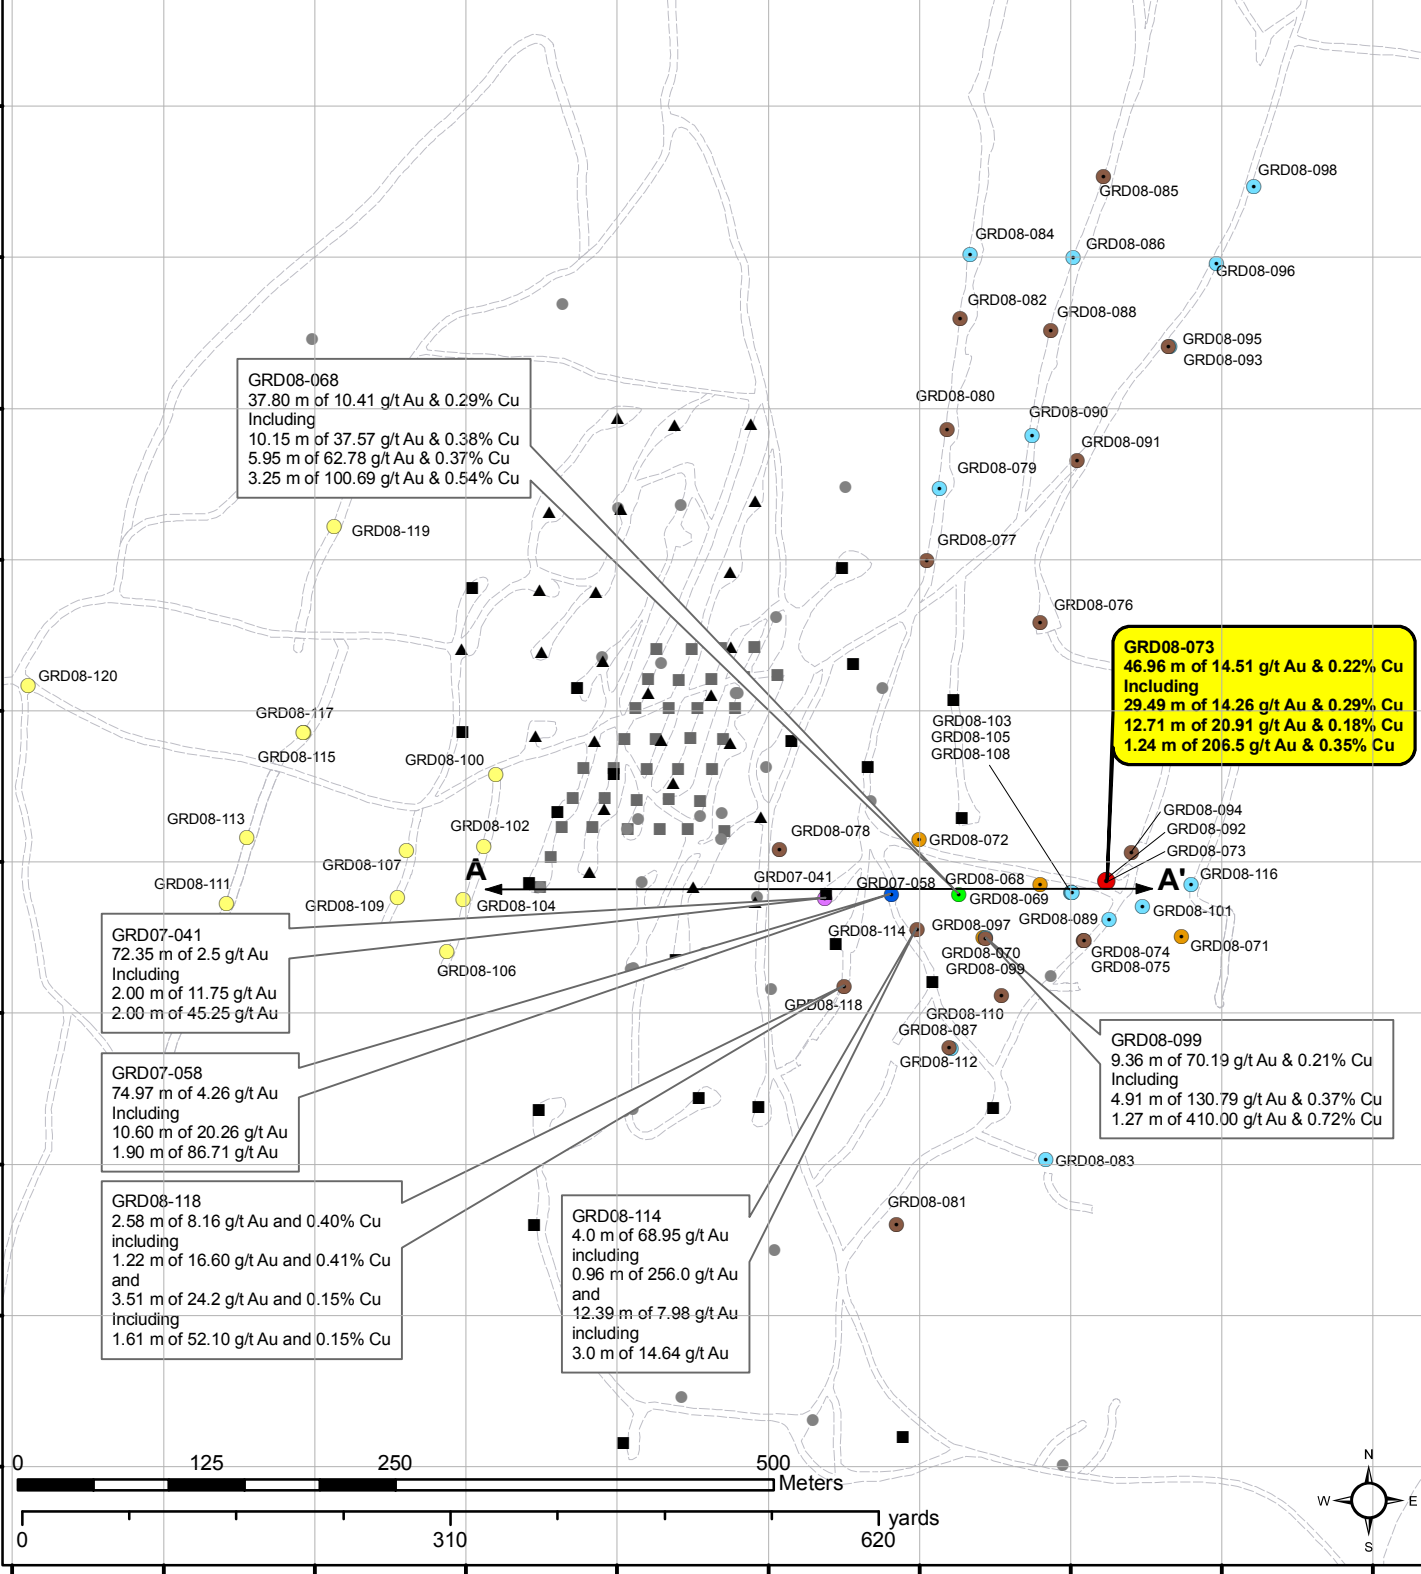 GRD08-098
GRD08-085
GRD08-084
GRD08-086
GRD08-096
GRD08-082
GRD08-088
GRD08-095
GRD08-093
GRD08-068
37.80 m of 10.41 g/t Au & 0.29% Cu
Including
10.15 m of 37.57 g/t Au & 0.38% Cu
5.95 m of 62.78 g/t Au & 0.37% Cu
3.25 m of 100.69 g/t Au & 0.54% Cu
GRD08-080
GRD08-090
GRD08-091
GRD08-079
GRD08-119
GRD08-077
GRD08-076
GRD08-073
46.96 m of 14.51 g/t Au & 0.22% Cu
Including
29.49 m of 14.26 g/t Au & 0.29% Cu
12.71 m of 20.91 g/t Au & 0.18% Cu
1.24 m of 206.5 g/t Au & 0.35% Cu
GRD08-120
GRD08-117
GRD08-115
GRD08-100
GRD08-103
GRD08-105
GRD08-108
GRD08-113
GRD08-102
GRD08-078
GRD08-072
GRD08-094
GRD08-092
GRD08-073
GRD08-107
A
A'
GRD07-041
GRD07-058
GRD08-068
GRD08-069
GRD08-116
GRD08-111
GRD08-109
GRD08-104
GRD08-101
GRD08-089
GRD08-114
GRD08-097
GRD08-070
GRD08-099
GRD08-074
GRD08-075
GRD08-071
GRD08-106
GRD07-041
72.35 m of 2.5 g/t Au
Including
2.00 m of 11.75 g/t Au
2.00 m of 45.25 g/t Au
GRD08-118
GRD08-110
GRD08-087
GRD08-112
GRD08-099
9.36 m of 70.19 g/t Au & 0.21% Cu
Including
4.91 m of 130.79 g/t Au & 0.37% Cu
1.27 m of 410.00 g/t Au & 0.72% Cu
GRD07-058
74.97 m of 4.26 g/t Au
Including
10.60 m of 20.26 g/t Au
1.90 m of 86.71 g/t Au
GRD08-083
GRD08-081
GRD08-118
2.58 m of 8.16 g/t Au and 0.40% Cu
including
1.22 m of 16.60 g/t Au and 0.41% Cu
and
3.51 m of 24.2 g/t Au and 0.15% Cu
Including
1.61 m of 52.10 g/t Au and 0.15% Cu
GRD08-114
4.0 m of 68.95 g/t Au
including
0.96 m of 256.0 g/t Au
and
12.39 m of 7.98 g/t Au
including
3.0 m of 14.64 g/t Au
0 125 250 500
Meters
yards
0 310 620
N
W E
S